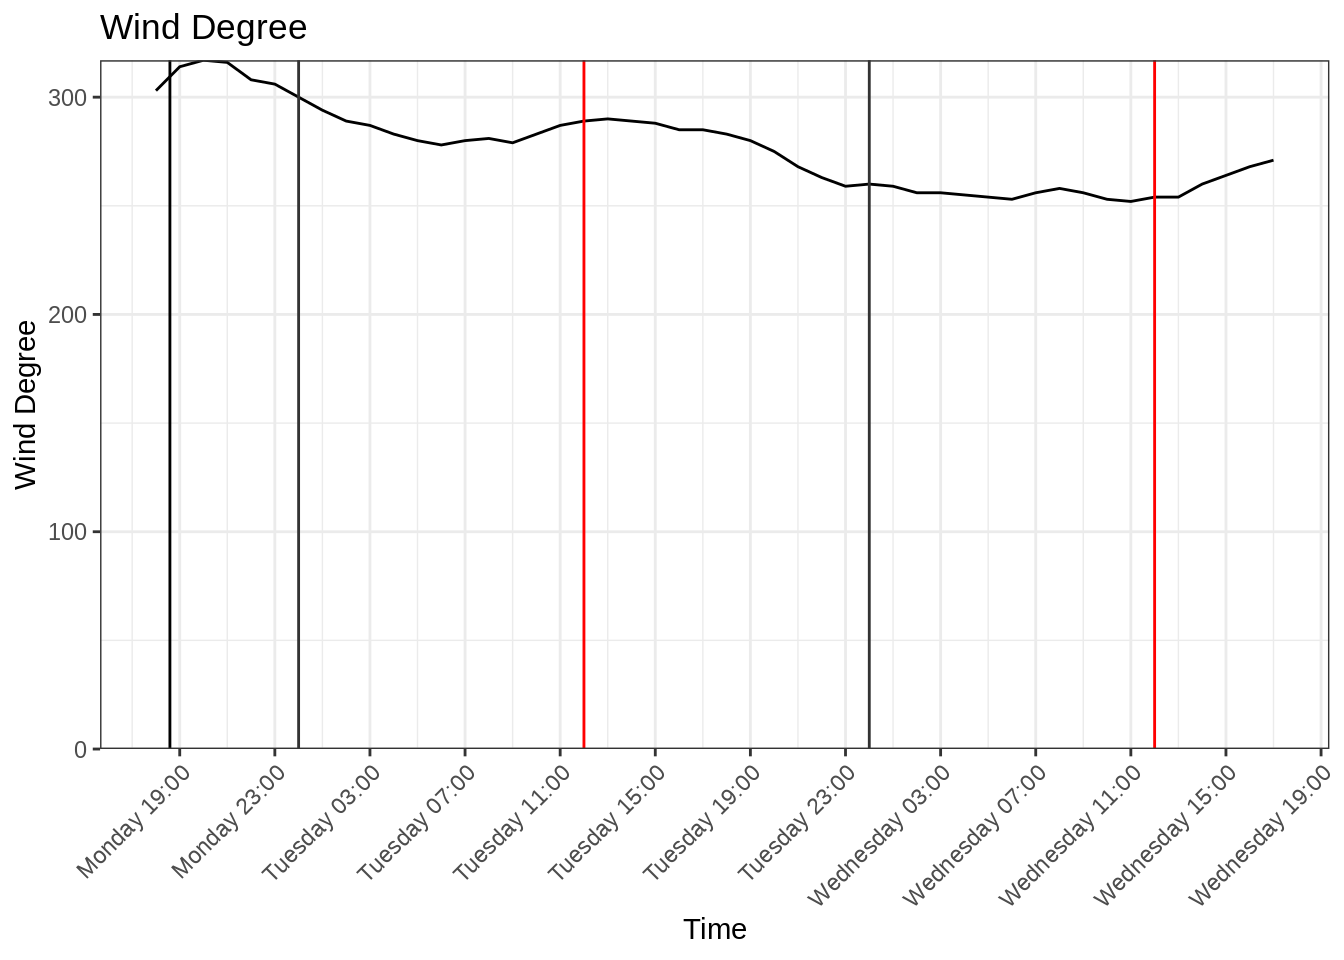 Wind Degree
Wind Degree
300
200
100
0
Monday 19:00
Monday 23:00
Tuesday 03:00
Tuesday 07:00
Tuesday 11:00
Tuesday 15:00
Tuesday 19:00
Tuesday 23:00
Wednesday 03:00
Wednesday 07:00
Wednesday 11:00
Wednesday 15:00
Wednesday 19:00
Time